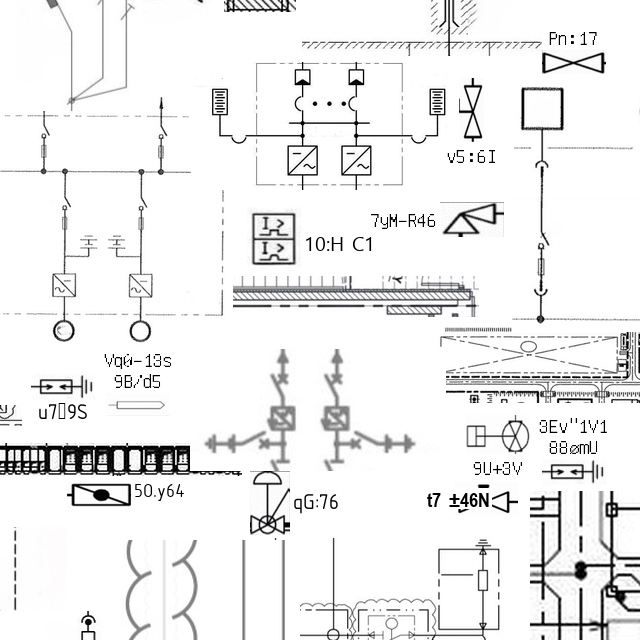 Pn:17
v5:6I
7yM-R46
10:H C1
Vq0-13s
9B/d5
u7▯9S
3Ev"1V1
88ømU
9U+3V
50.y64
qG:76
t7 ±46N